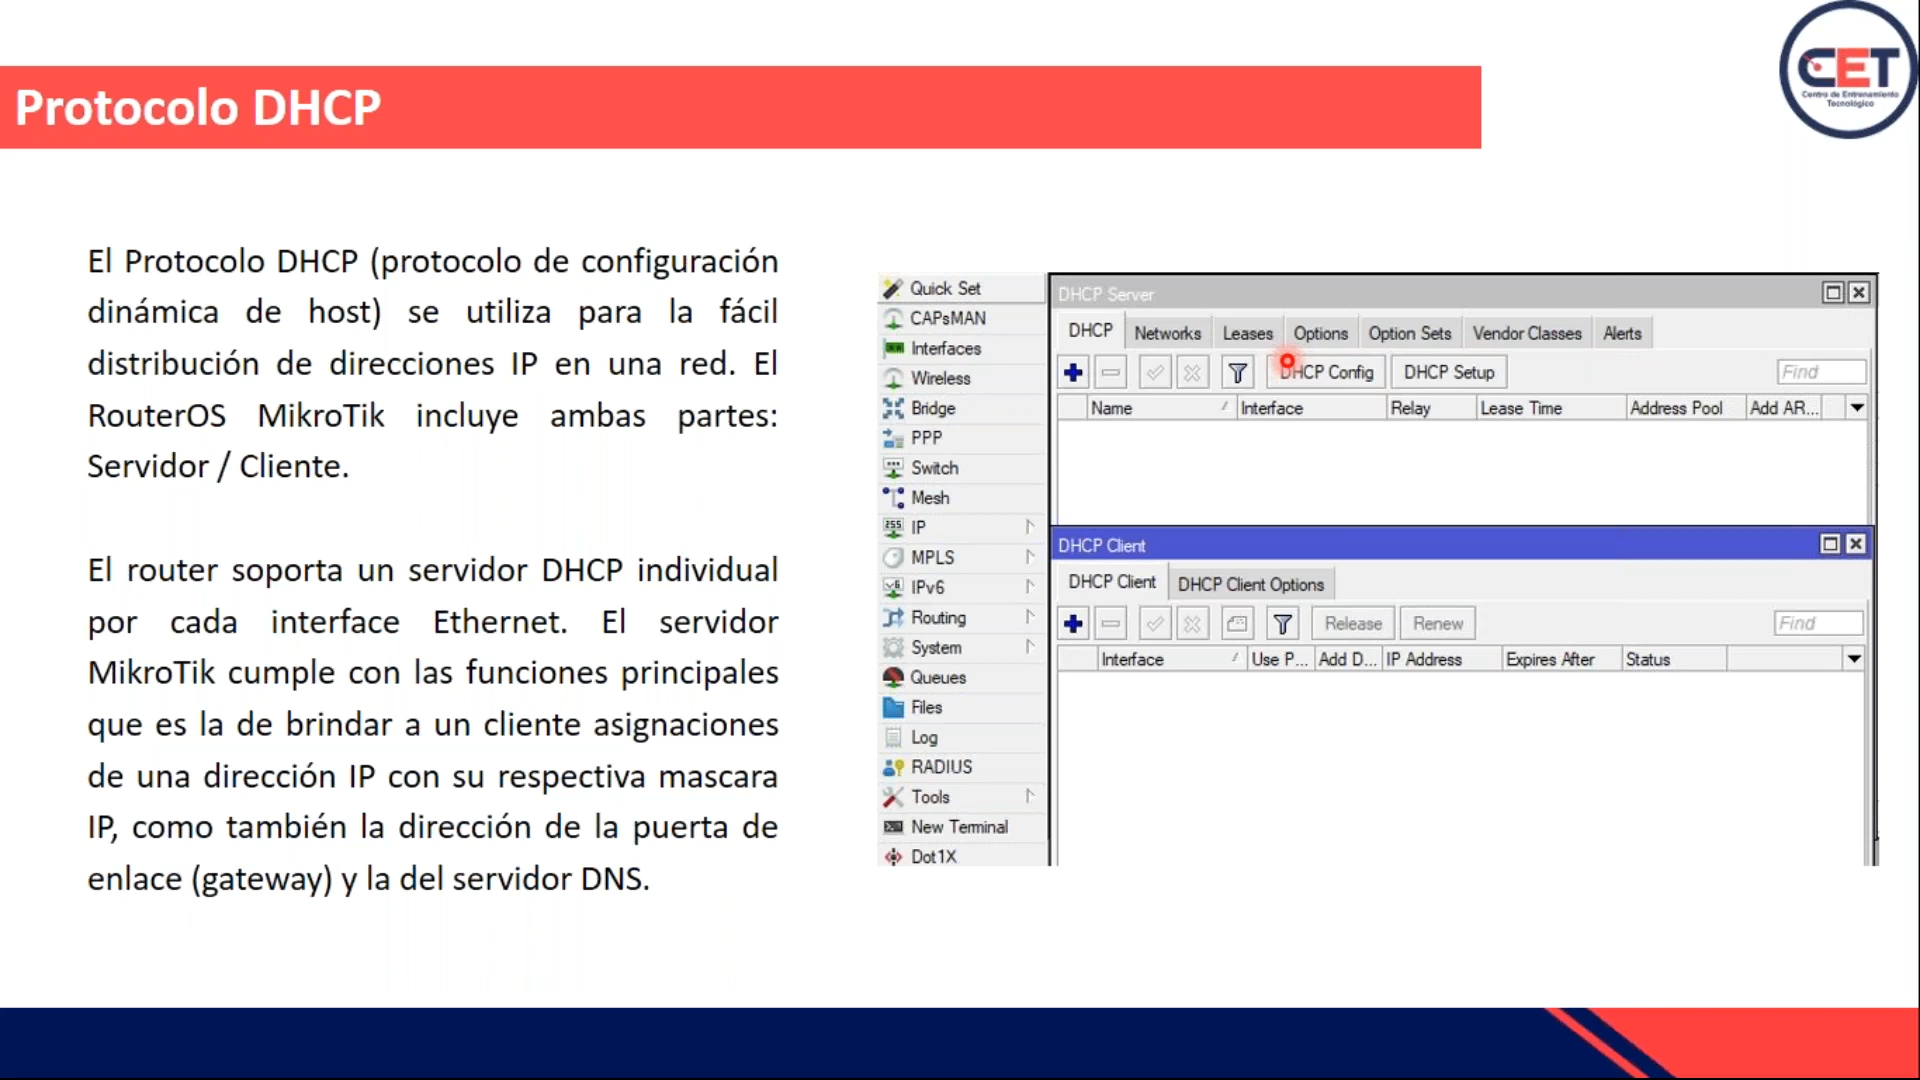 CET
Centro de Entrenamiento
Tecnológico
Protocolo DHCP
El Protocolo DHCP (protocolo de configuración
dinámica de host) se utiliza para la fácil
distribución de direcciones IP en una red. El
RouterOS MikroTik incluye ambas partes:
Servidor / Cliente.
El router soporta un servidor DHCP individual
por cada interface Ethernet. El servidor
MikroTik cumple con las funciones principales
que es la de brindar a un cliente asignaciones
de una dirección IP con su respectiva mascara
IP, como también la dirección de la puerta de
enlace (gateway) y la del servidor DNS.
Quick Set
CAPsMAN
Interfaces
Wireless
Bridge
PPP
Switch
Mesh
255 IP
MPLS
v6 IPv6
Routing
System
Queues
Files
Log
RADIUS
Tools
New Terminal
Dot1X
DHCP Server
DHCP Networks Leases Options Option Sets Vendor Classes Alerts
DHCP Config DHCP Setup Find
Name Interface Relay Lease Time Address Pool Add AR...
DHCP Client
DHCP Client DHCP Client Options
Release Renew Find
Interface Use P... Add D... IP Address Expires After Status